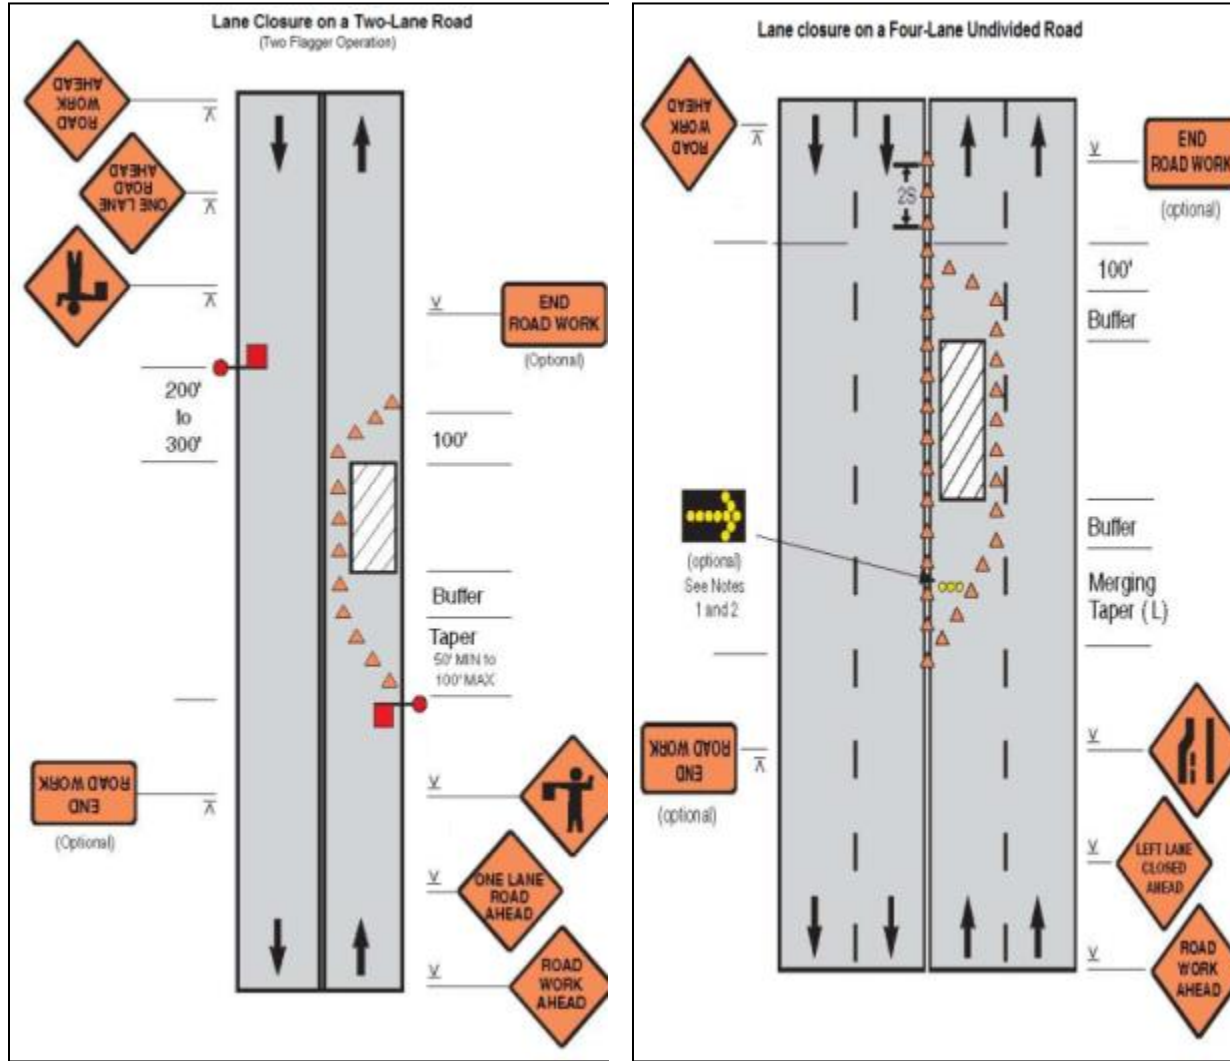 Lane Closure on a Two-Lane Road
(Two Flagger Operation)
ROAD
WORK
AHEAD
ONE LANE
ROAD
AHEAD
END
ROAD WORK
(Optional)
200'
to
300'
100'
Buffer
Taper
50' MIN to
100' MAX
END
ROAD WORK
(Optional)
ONE LANE
ROAD
AHEAD
ROAD
WORK
AHEAD
Lane closure on a Four-Lane Undivided Road
ROAD
WORK
AHEAD
END
ROAD WORK
(optional)
2S
100'
Buffer
(optional)
See Notes
1 and 2
Buffer
Merging
Taper (L)
END
ROAD WORK
(optional)
LEFT LANE
CLOSED
AHEAD
ROAD
WORK
AHEAD